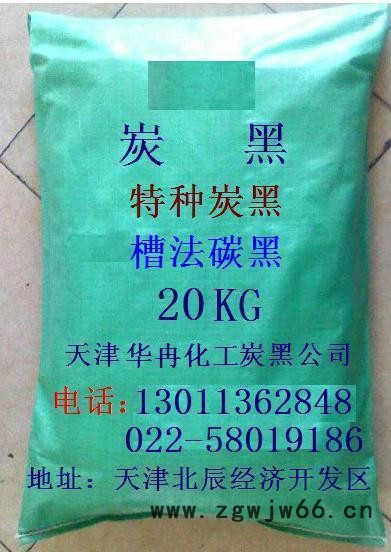 炭 黑
特种炭黑
槽法碳黑
20KG
天津华冉化工炭黑公司
电话：13011362848
022-58019186
地址：天津北辰经济开发区
www.zgwjw66.cn